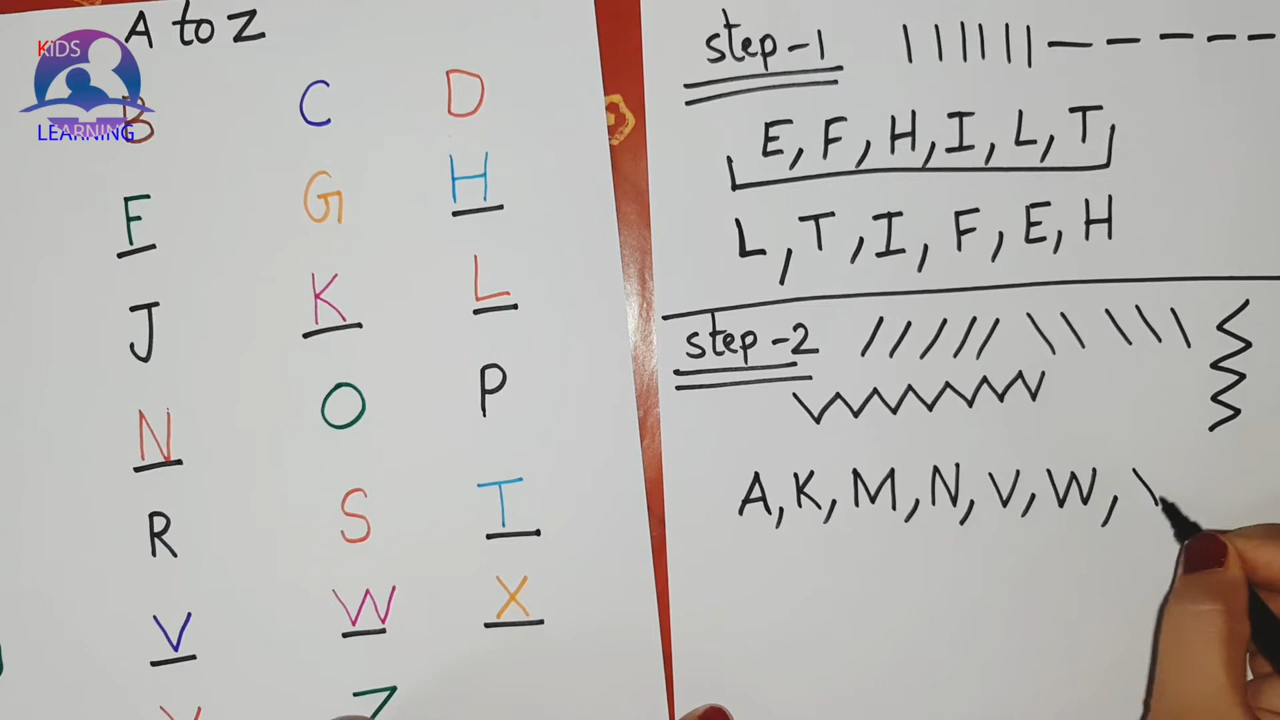 A to Z
KiDS
LEARNING
B C D
F G H
J K L
N O P
R S T
V W X
Y Z
step-1
E, F, H, I, L, T
L, T, I, F, E, H
step-2
A, K, M, N, V, W,